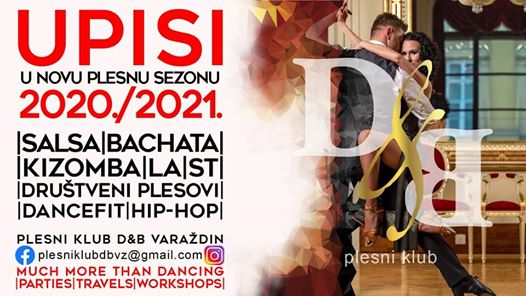 UPISI
U NOVU PLESNU SEZONU
2020./2021.
|SALSA|BACHATA|
|KIZOMBA|LA|ST|
|DRUŠTVENI PLESOVI|
|DANCEFIT|HIP-HOP|
PLESNI KLUB D&B VARAŽDIN
plesniklubdbvz@gmail.com
MUCH MORE THAN DANCING
|PARTIES|TRAVELS|WORKSHOPS|
D&B
plesni klub